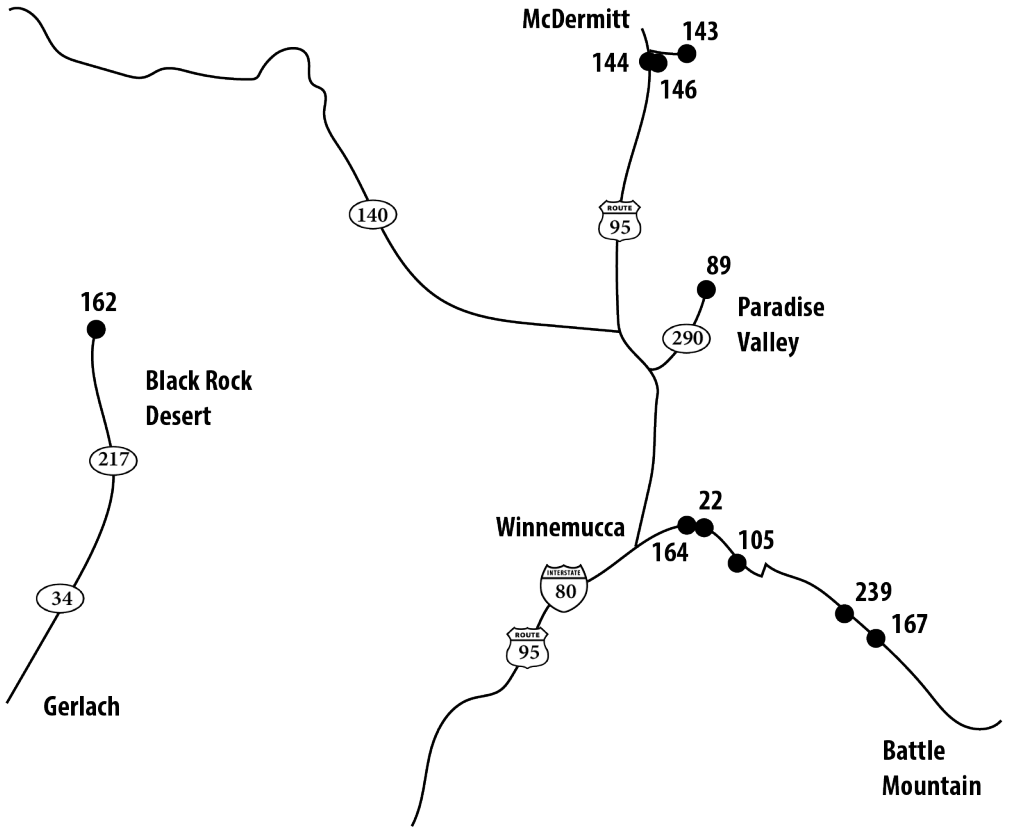 McDermitt
143
144
146
140
ROUTE
95
89
162
Paradise
Valley
290
Black Rock
Desert
217
22
Winnemucca
164
105
INTERSTATE
80
34
239
167
ROUTE
95
Gerlach
Battle
Mountain